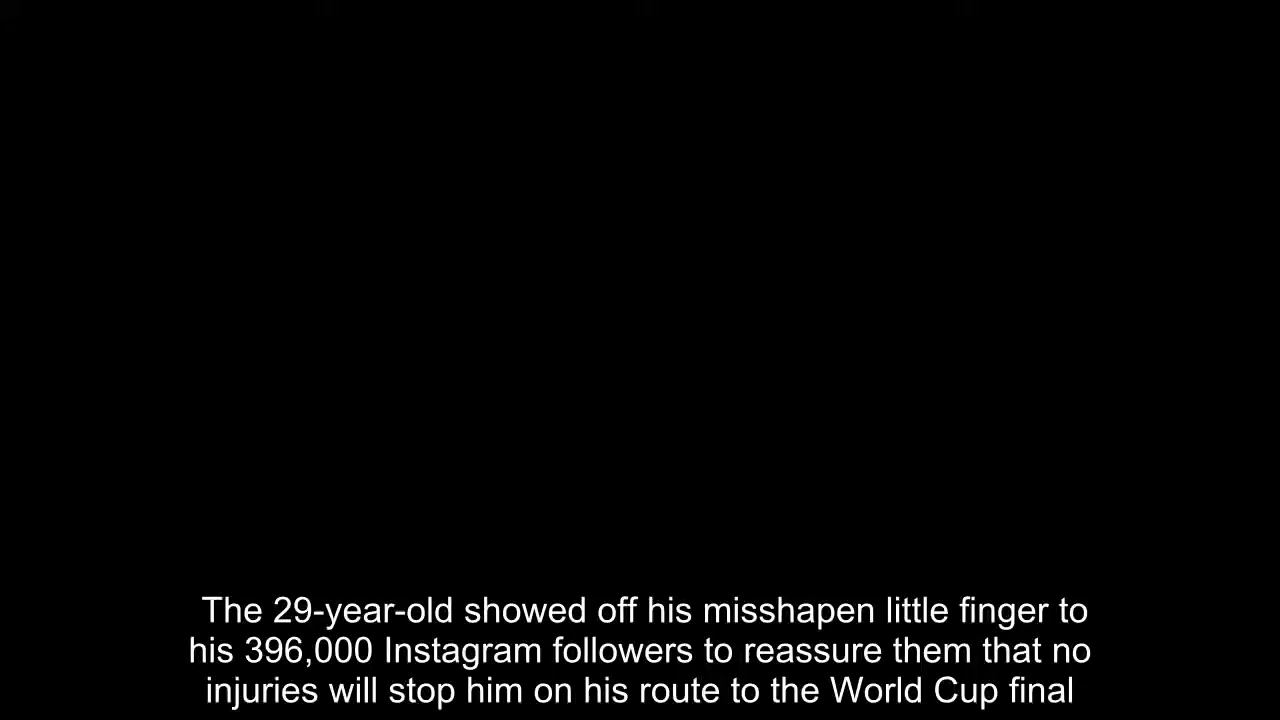 The 29-year-old showed off his misshapen little finger to
his 396,000 Instagram followers to reassure them that no
injuries will stop him on his route to the World Cup final